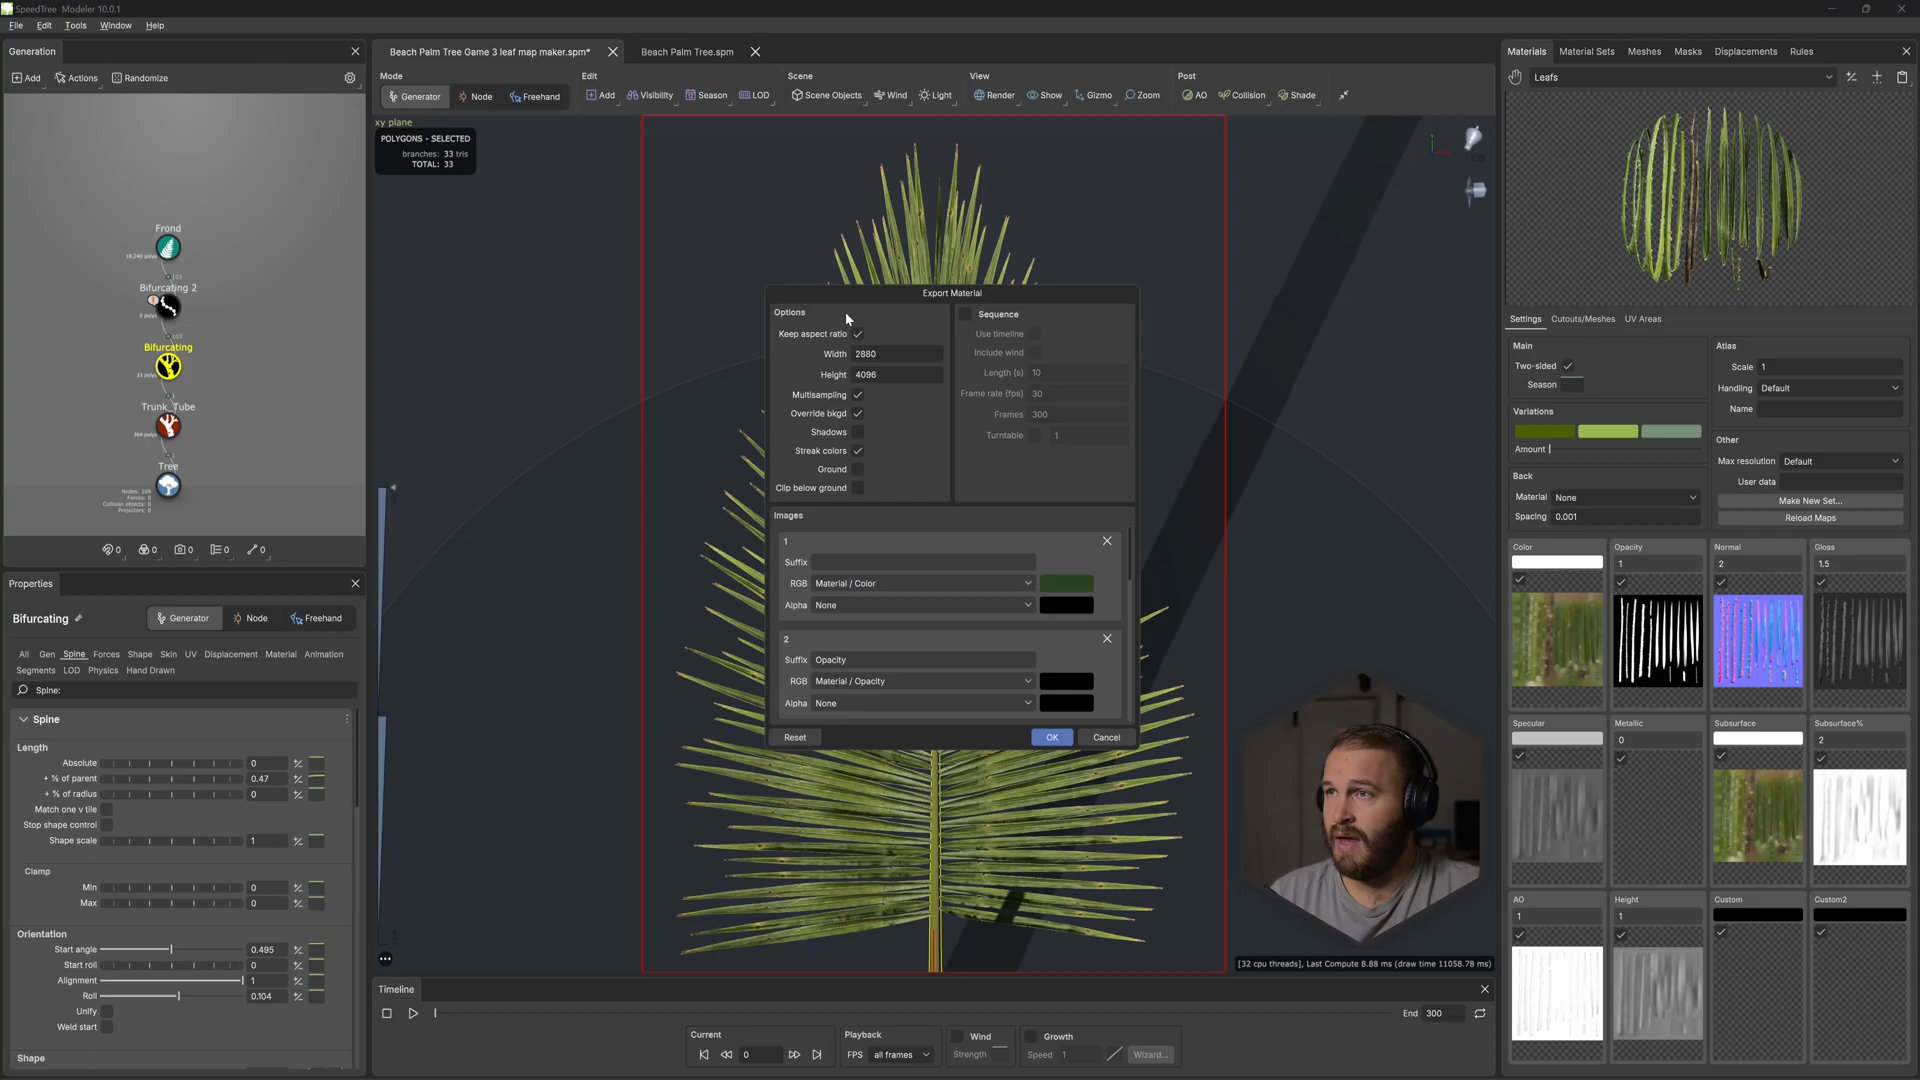 SpeedTree Modeler 10.0.1
File Edit Tools Window Help
Generation
Add Actions Randomize
Frond
18,240 polys
103
Bifurcating 2
0 polys
103
Bifurcating
33 polys
Trunk_Tube
364 polys
Tree
Nodes: 209
Forces: 0
Collision objects: 0
Projectors: 0
0 0 0 0 0
Properties
Bifurcating Generator Node Freehand
All Gen Spine Forces Shape Skin UV Displacement Material Animation
Segments LOD Physics Hand Drawn
Spine:
Spine
Length
Absolute 0
+ % of parent 0.47
+ % of radius 0
Match one v tile
Stop shape control
Shape scale 1
Clamp
Min 0
Max 0
Orientation
Start angle 0.495
Start roll 0
Alignment 1
Roll 0.104
Unify
Weld start
Shape
Beach Palm Tree Game 3 leaf map maker.spm* Beach Palm Tree.spm
Mode Edit Scene View Post
Generator Node Freehand Add Visibility Season LOD Scene Objects Wind Light Render Show Gizmo Zoom AO Collision Shade
xy plane
POLYGONS - SELECTED
branches: 33 tris
TOTAL: 33
Export Material
Options
Keep aspect ratio
Width 2880
Height 4096
Multisampling
Override bkgd
Shadows
Streak colors
Ground
Clip below ground
Sequence
Use timeline
Include wind
Length (s) 10
Frame rate (fps) 30
Frames 300
Turntable 1
Images
1
Suffix
RGB Material / Color
Alpha None
2
Suffix Opacity
RGB Material / Opacity
Alpha None
Reset OK Cancel
[32 cpu threads], Last Compute 8.88 ms (draw time 11058.78 ms)
Timeline
End 300
Current Playback Wind Growth
0 FPS all frames Strength Speed 1 Wizard...
Materials Material Sets Meshes Masks Displacements Rules
Leafs
Settings Cutouts/Meshes UV Areas
Main
Two-sided
Season
Variations
Amount
Back
Material None
Spacing 0.001
Atlas
Scale 1
Handling Default
Name
Other
Max resolution Default
User data
Make New Set...
Reload Maps
Color Opacity Normal Gloss
1 2 1.5
Specular Metallic Subsurface Subsurface%
0 2
AO Height Custom Custom2
1 1